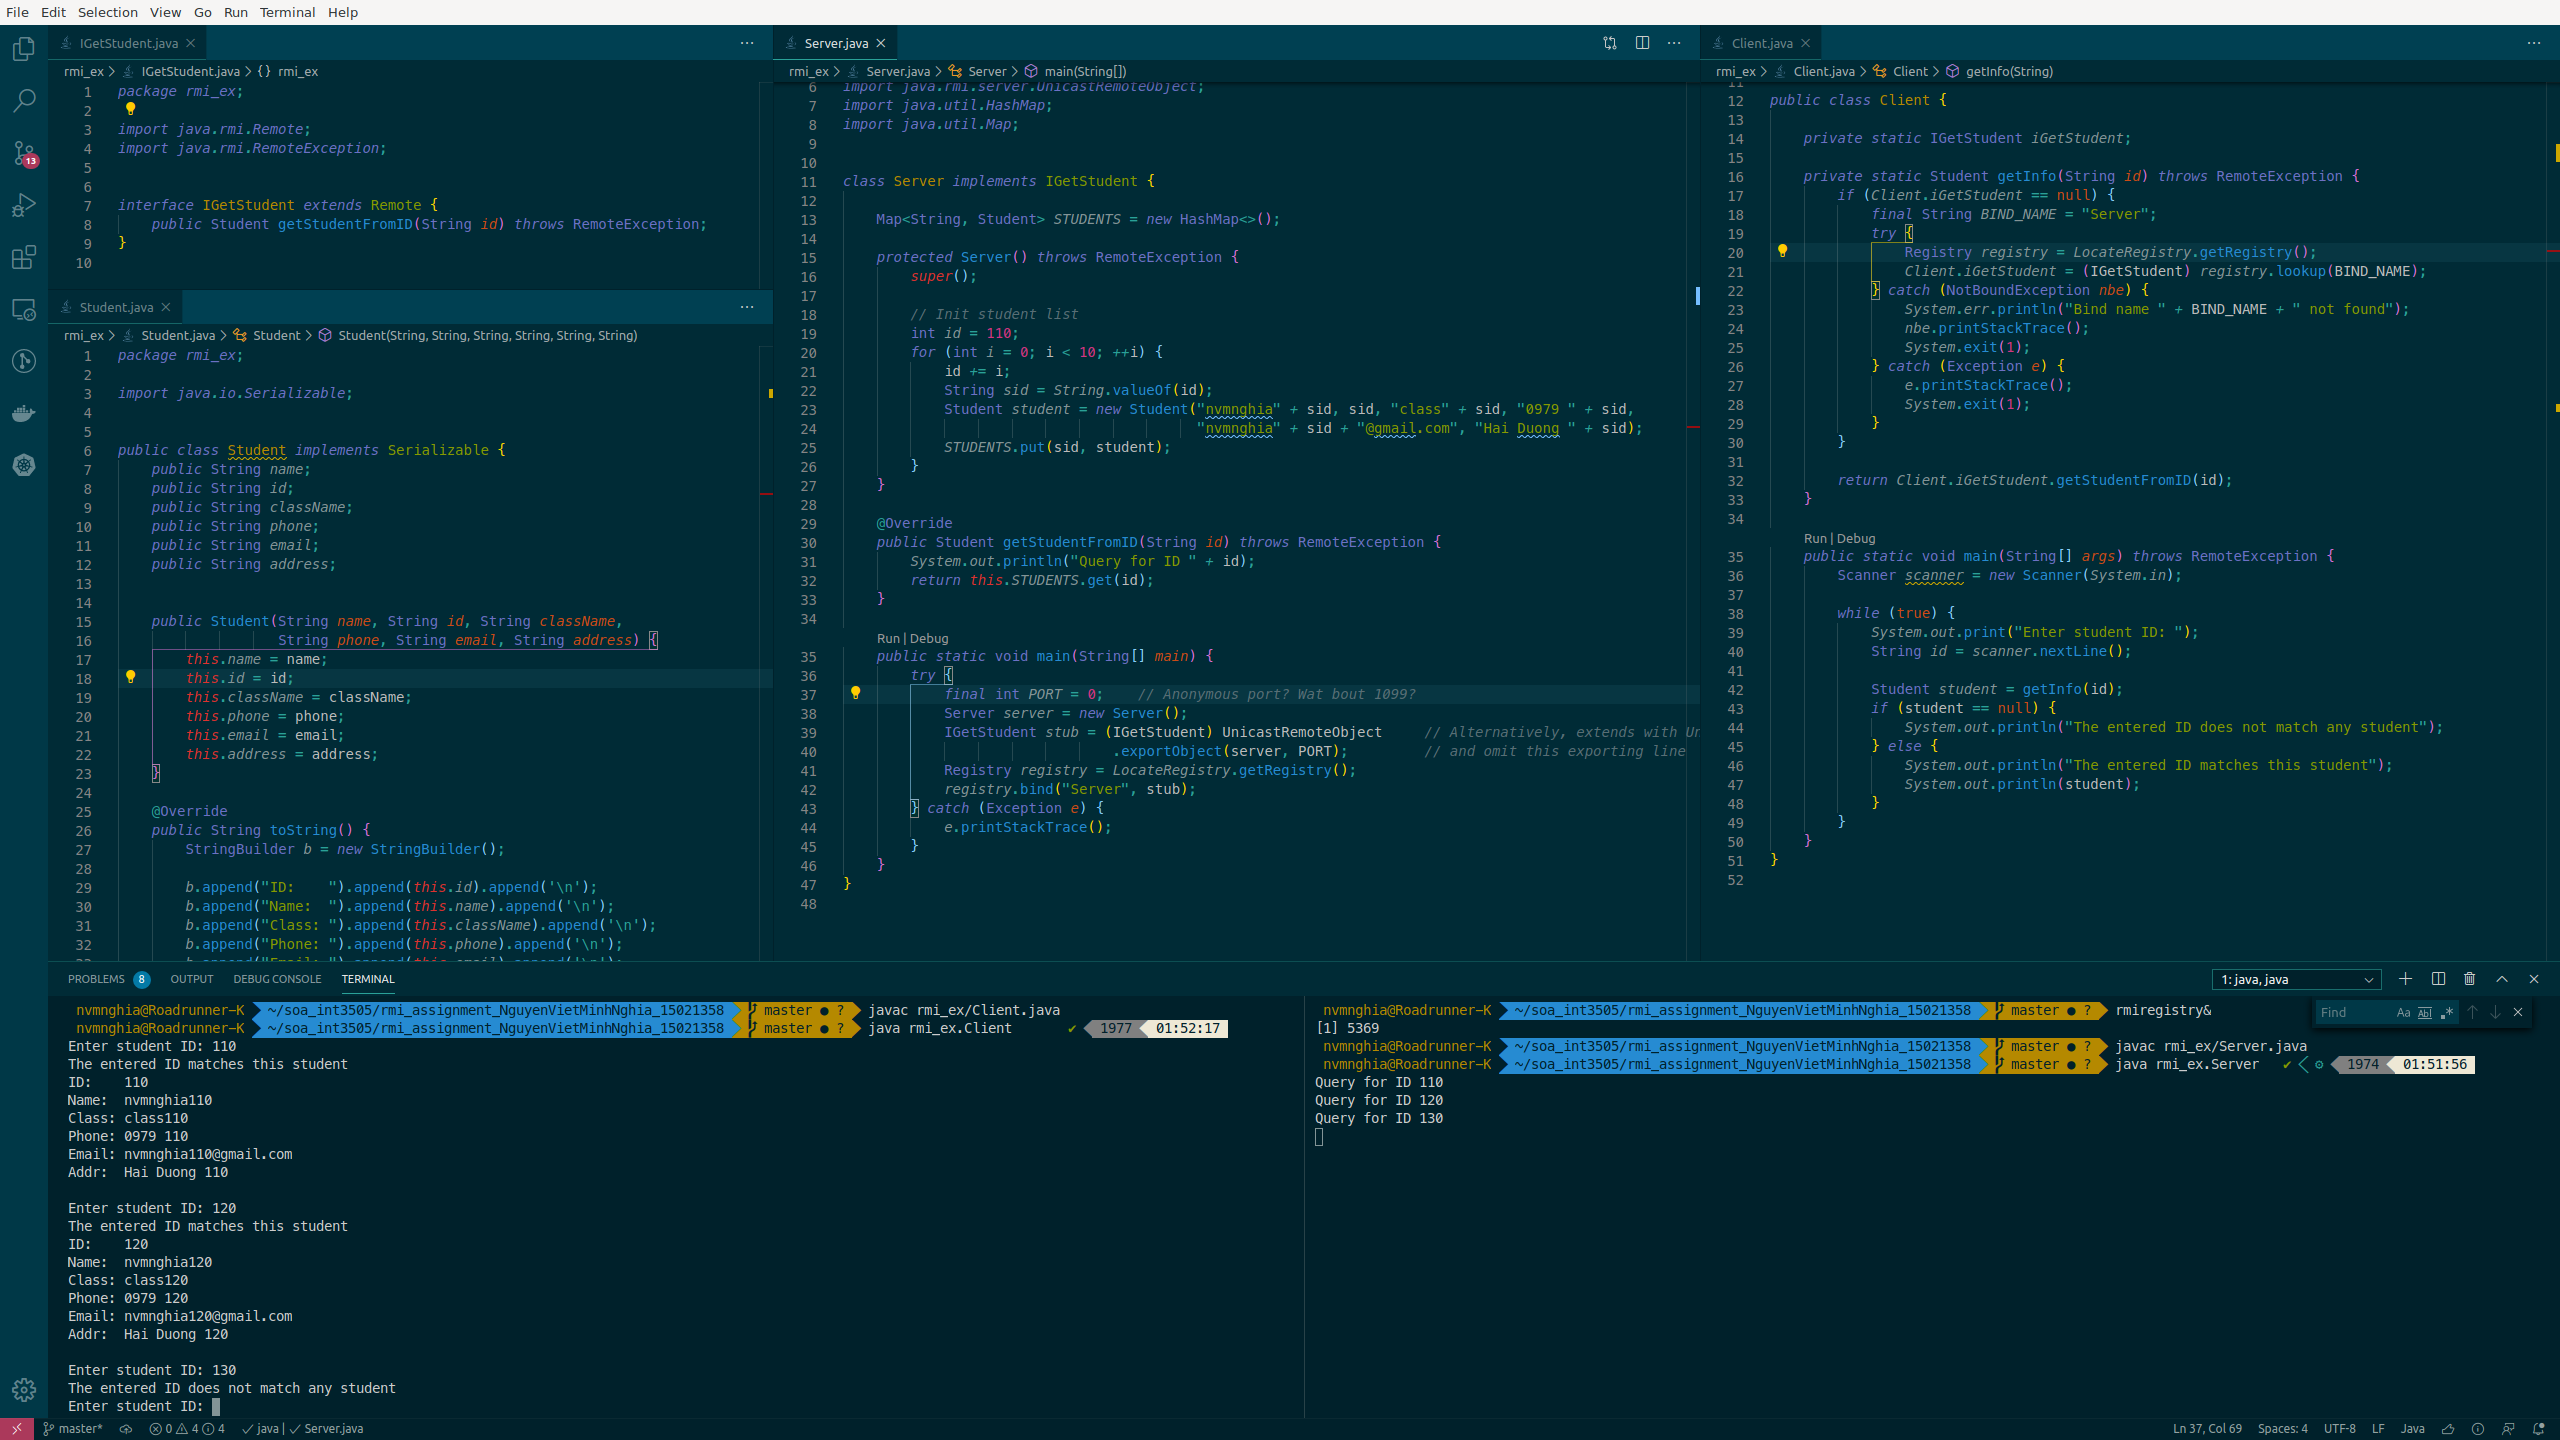 File Edit Selection View Go Run Terminal Help
IGetStudent.java
rmi_ex > IGetStudent.java > {} rmi_ex
1 package rmi_ex;
2
3 import java.rmi.Remote;
4 import java.rmi.RemoteException;
5
6
7 interface IGetStudent extends Remote {
8 public Student getStudentFromID(String id) throws RemoteException;
9 }
10
Student.java
rmi_ex > Student.java > Student > Student(String, String, String, String, String, String)
1 package rmi_ex;
2
3 import java.io.Serializable;
4
5
6 public class Student implements Serializable {
7 public String name;
8 public String id;
9 public String className;
10 public String phone;
11 public String email;
12 public String address;
13
14
15 public Student(String name, String id, String className,
16 String phone, String email, String address) {
17 this.name = name;
18 this.id = id;
19 this.className = className;
20 this.phone = phone;
21 this.email = email;
22 this.address = address;
23 }
24
25 @Override
26 public String toString() {
27 StringBuilder b = new StringBuilder();
28
29 b.append("ID:    ").append(this.id).append('\n');
30 b.append("Name:  ").append(this.name).append('\n');
31 b.append("Class: ").append(this.className).append('\n');
32 b.append("Phone: ").append(this.phone).append('\n');
Server.java
rmi_ex > Server.java > Server > main(String[])
6 import java.rmi.server.UnicastRemoteObject;
7 import java.util.HashMap;
8 import java.util.Map;
9
10
11 class Server implements IGetStudent {
12
13 Map<String, Student> STUDENTS = new HashMap<>();
14
15 protected Server() throws RemoteException {
16 super();
17
18 // Init student list
19 int id = 110;
20 for (int i = 0; i < 10; ++i) {
21 id += i;
22 String sid = String.valueOf(id);
23 Student student = new Student("nvmnghia" + sid, sid, "class" + sid, "0979 " + sid,
24 "nvmnghia" + sid + "@gmail.com", "Hai Duong " + sid);
25 STUDENTS.put(sid, student);
26 }
27 }
28
29 @Override
30 public Student getStudentFromID(String id) throws RemoteException {
31 System.out.println("Query for ID " + id);
32 return this.STUDENTS.get(id);
33 }
34
Run | Debug
35 public static void main(String[] main) {
36 try {
37 final int PORT = 0;    // Anonymous port? Wat bout 1099?
38 Server server = new Server();
39 IGetStudent stub = (IGetStudent) UnicastRemoteObject     // Alternatively, extends with Un
40 .exportObject(server, PORT);         // and omit this exporting line
41 Registry registry = LocateRegistry.getRegistry();
42 registry.bind("Server", stub);
43 } catch (Exception e) {
44 e.printStackTrace();
45 }
46 }
47 }
48
Client.java
rmi_ex > Client.java > Client > getInfo(String)
11
12 public class Client {
13
14 private static IGetStudent iGetStudent;
15
16 private static Student getInfo(String id) throws RemoteException {
17 if (Client.iGetStudent == null) {
18 final String BIND_NAME = "Server";
19 try {
20 Registry registry = LocateRegistry.getRegistry();
21 Client.iGetStudent = (IGetStudent) registry.lookup(BIND_NAME);
22 } catch (NotBoundException nbe) {
23 System.err.println("Bind name " + BIND_NAME + " not found");
24 nbe.printStackTrace();
25 System.exit(1);
26 } catch (Exception e) {
27 e.printStackTrace();
28 System.exit(1);
29 }
30 }
31
32 return Client.iGetStudent.getStudentFromID(id);
33 }
34
Run | Debug
35 public static void main(String[] args) throws RemoteException {
36 Scanner scanner = new Scanner(System.in);
37
38 while (true) {
39 System.out.print("Enter student ID: ");
40 String id = scanner.nextLine();
41
42 Student student = getInfo(id);
43 if (student == null) {
44 System.out.println("The entered ID does not match any student");
45 } else {
46 System.out.println("The entered ID matches this student");
47 System.out.println(student);
48 }
49 }
50 }
51 }
52
13
PROBLEMS 8 OUTPUT DEBUG CONSOLE TERMINAL
1: java, java
nvmnghia@Roadrunner-K ~/soa_int3505/rmi_assignment_NguyenVietMinhNghia_15021358 master ● ? javac rmi_ex/Client.java
nvmnghia@Roadrunner-K ~/soa_int3505/rmi_assignment_NguyenVietMinhNghia_15021358 master ● ? java rmi_ex.Client ✔ 1977 01:52:17
Enter student ID: 110
The entered ID matches this student
ID:    110
Name:  nvmnghia110
Class: class110
Phone: 0979 110
Email: nvmnghia110@gmail.com
Addr:  Hai Duong 110
Enter student ID: 120
The entered ID matches this student
ID:    120
Name:  nvmnghia120
Class: class120
Phone: 0979 120
Email: nvmnghia120@gmail.com
Addr:  Hai Duong 120
Enter student ID: 130
The entered ID does not match any student
Enter student ID:
nvmnghia@Roadrunner-K ~/soa_int3505/rmi_assignment_NguyenVietMinhNghia_15021358 master ● ? rmiregistry&
[1] 5369
nvmnghia@Roadrunner-K ~/soa_int3505/rmi_assignment_NguyenVietMinhNghia_15021358 master ● ? javac rmi_ex/Server.java
nvmnghia@Roadrunner-K ~/soa_int3505/rmi_assignment_NguyenVietMinhNghia_15021358 master ● ? java rmi_ex.Server ✔ ⚙ 1974 01:51:56
Query for ID 110
Query for ID 120
Query for ID 130
Find Aa Abl .*
master* 0 4 4 java | Server.java
Ln 37, Col 69 Spaces: 4 UTF-8 LF Java